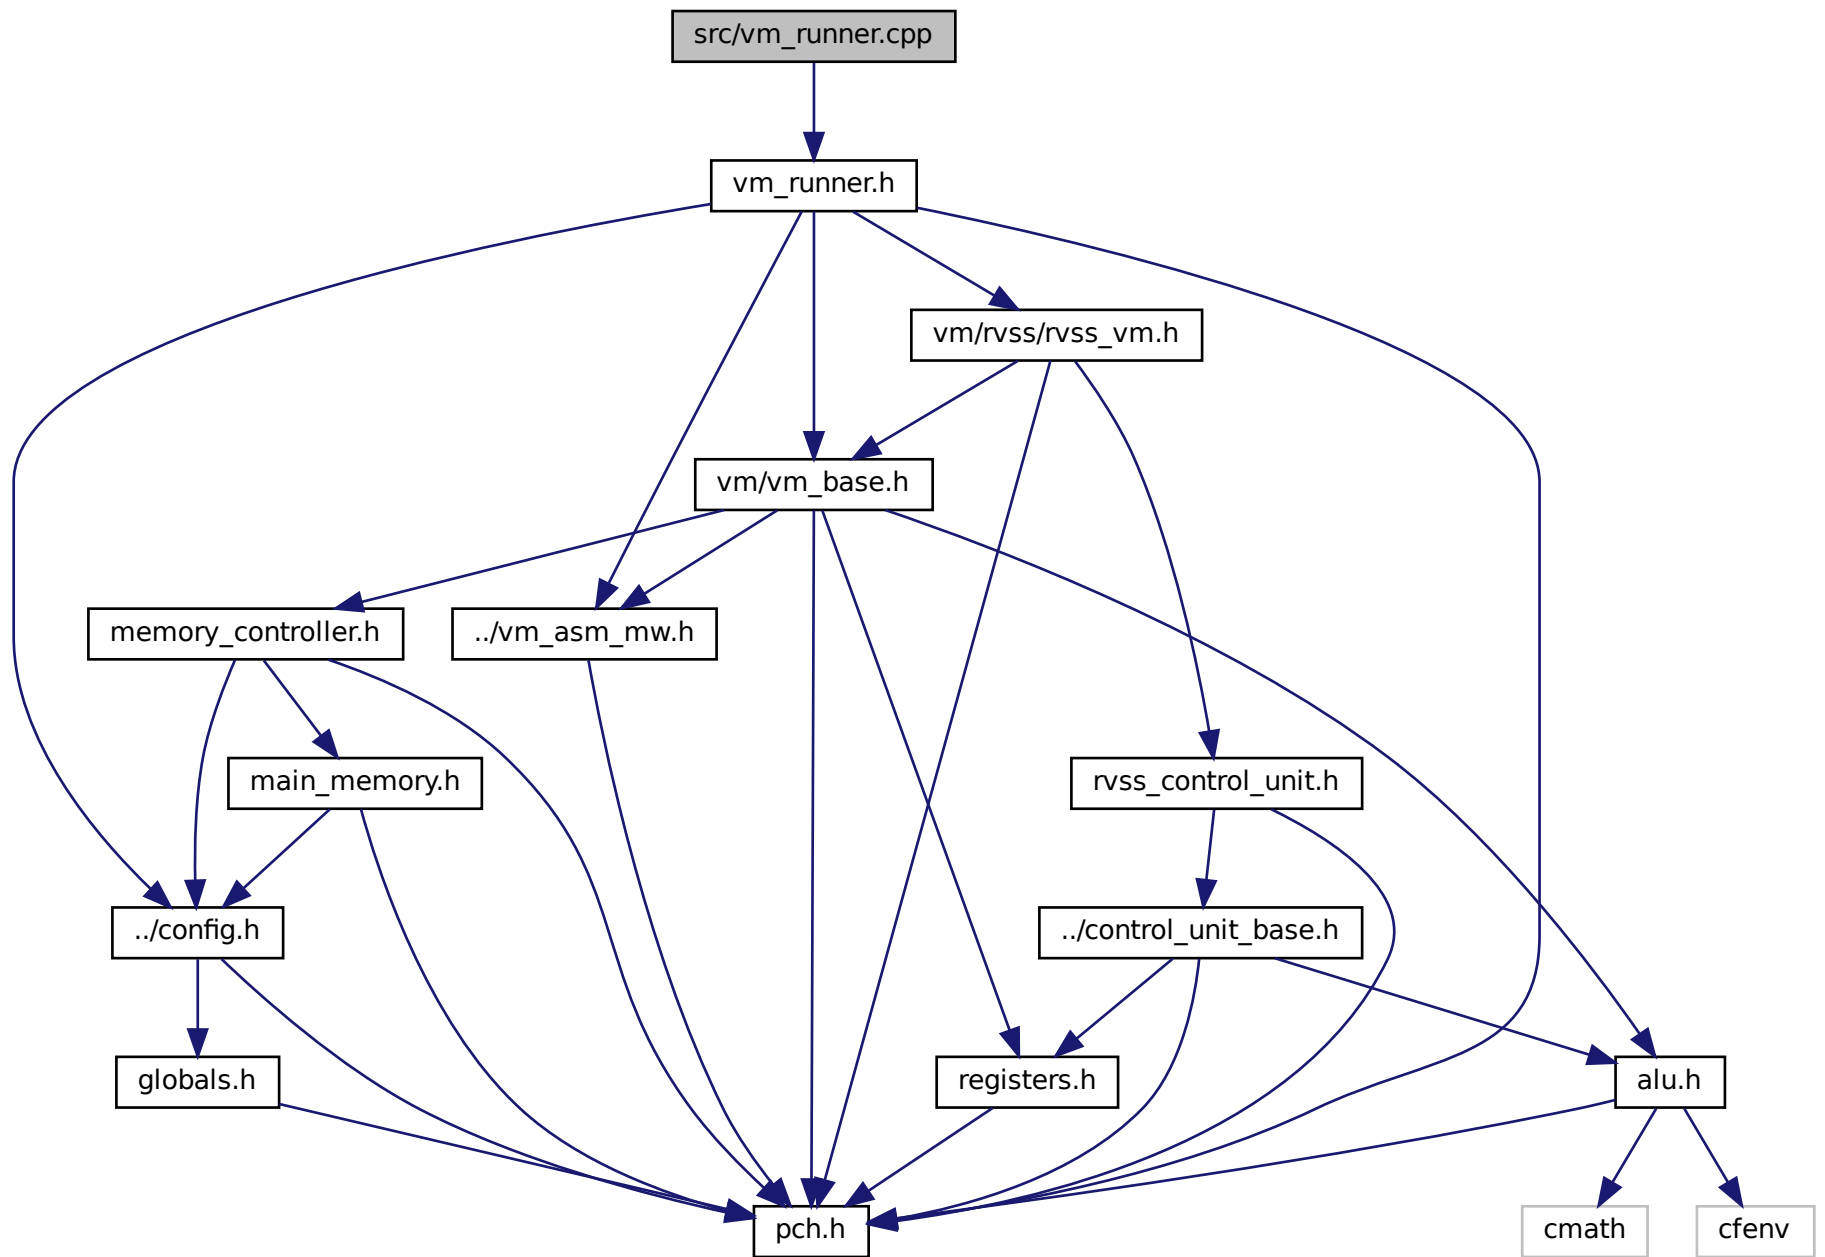 src/vm_runner.cpp
vm_runner.h
vm/rvss/rvss_vm.h
vm/vm_base.h
memory_controller.h
../vm_asm_mw.h
main_memory.h
rvss_control_unit.h
../config.h
../control_unit_base.h
globals.h
registers.h
alu.h
pch.h
cmath
cfenv